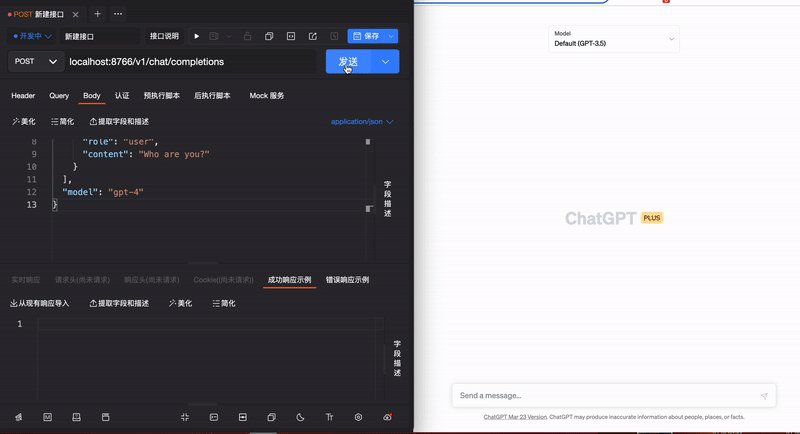 POST 新建接口
开发中 新建接口 接口说明 保存
POST localhost:8766/v1/chat/completions 发送
Header Query Body 认证 预执行脚本 后执行脚本 Mock 服务
美化 简化 提取字段和描述 application/json
8 "role": "user",
9 "content": "Who are you?"
10 }
11 ],
12 "model": "gpt-4"
13 }
字段描述
实时响应 请求头(尚未请求) 响应头(尚未请求) Cookie(尚未请求) 成功响应示例 错误响应示例
从现有响应导入 提取字段和描述 美化 简化
1
字段描述
Model
Default (GPT-3.5)
ChatGPT PLUS
Send a message...
ChatGPT Mar 23 Version. ChatGPT may produce inaccurate information about people, places, or facts.